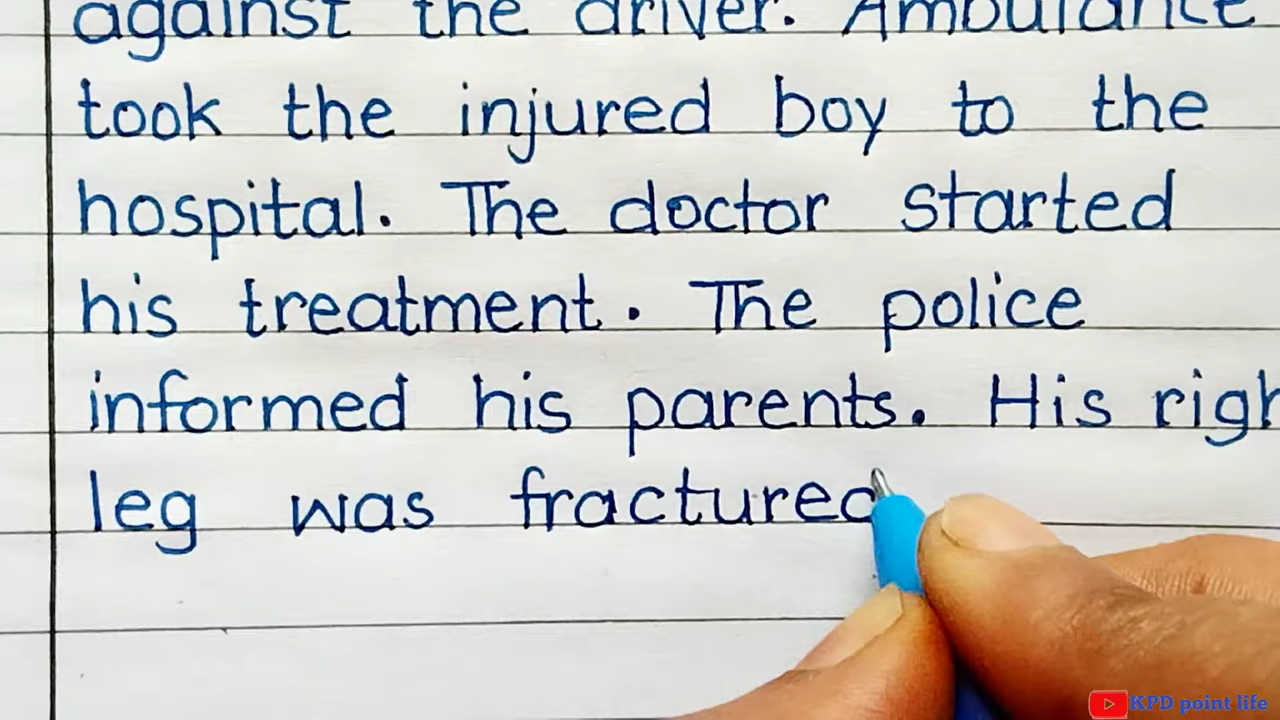 against the driver. Ambulance
took the injured boy to the
hospital. The doctor started
his treatment. The police
informed his parents. His righ
leg was fractured
KPD point life